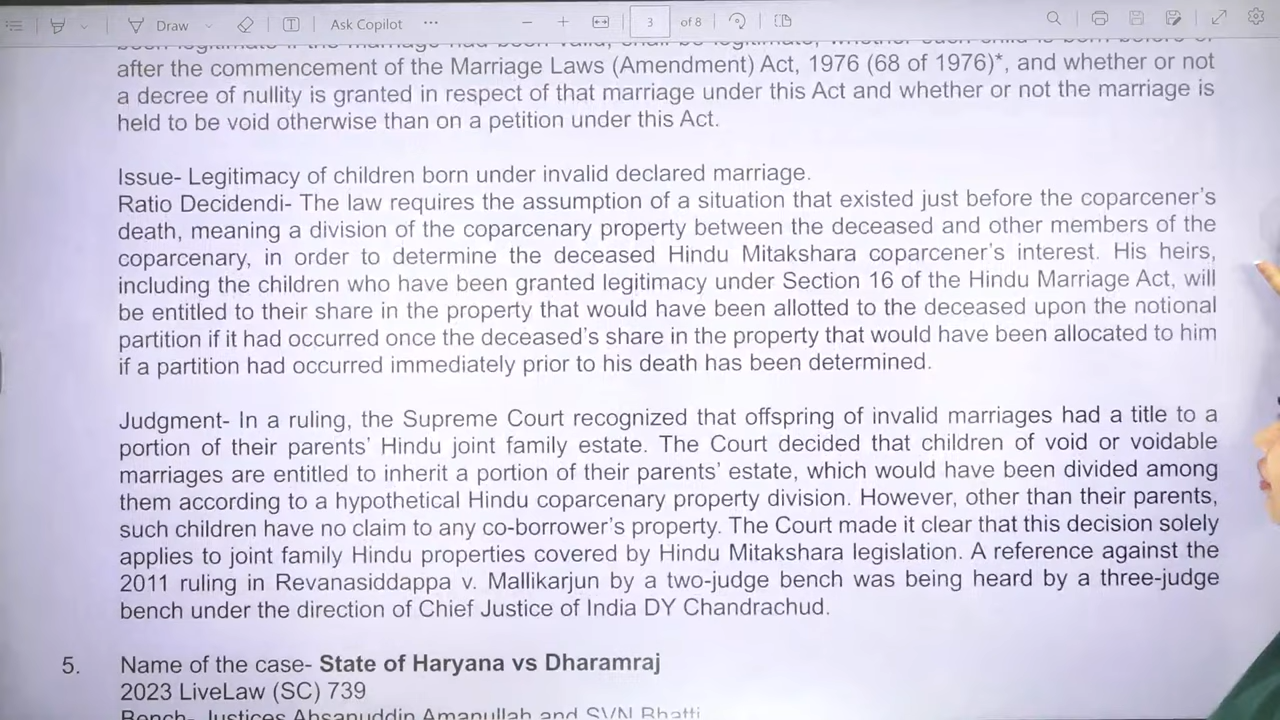 Draw
Ask Copilot
3
of 8
after the commencement of the Marriage Laws (Amendment) Act, 1976 (68 of 1976)*, and whether or not
a decree of nullity is granted in respect of that marriage under this Act and whether or not the marriage is
held to be void otherwise than on a petition under this Act.
Issue- Legitimacy of children born under invalid declared marriage.
Ratio Decidendi- The law requires the assumption of a situation that existed just before the coparcener's
death, meaning a division of the coparcenary property between the deceased and other members of the
coparcenary, in order to determine the deceased Hindu Mitakshara coparcener's interest. His heirs,
including the children who have been granted legitimacy under Section 16 of the Hindu Marriage Act, will
be entitled to their share in the property that would have been allotted to the deceased upon the notional
partition if it had occurred once the deceased's share in the property that would have been allocated to him
if a partition had occurred immediately prior to his death has been determined.
Judgment- In a ruling, the Supreme Court recognized that offspring of invalid marriages had a title to a
portion of their parents' Hindu joint family estate. The Court decided that children of void or voidable
marriages are entitled to inherit a portion of their parents' estate, which would have been divided among
them according to a hypothetical Hindu coparcenary property division. However, other than their parents,
such children have no claim to any co-borrower's property. The Court made it clear that this decision solely
applies to joint family Hindu properties covered by Hindu Mitakshara legislation. A reference against the
2011 ruling in Revanasiddappa v. Mallikarjun by a two-judge bench was being heard by a three-judge
bench under the direction of Chief Justice of India DY Chandrachud.
5. Name of the case- State of Haryana vs Dharamraj
2023 LiveLaw (SC) 739
Bench- Justices Ahsanuddin Amanullah and SVN Bhatti